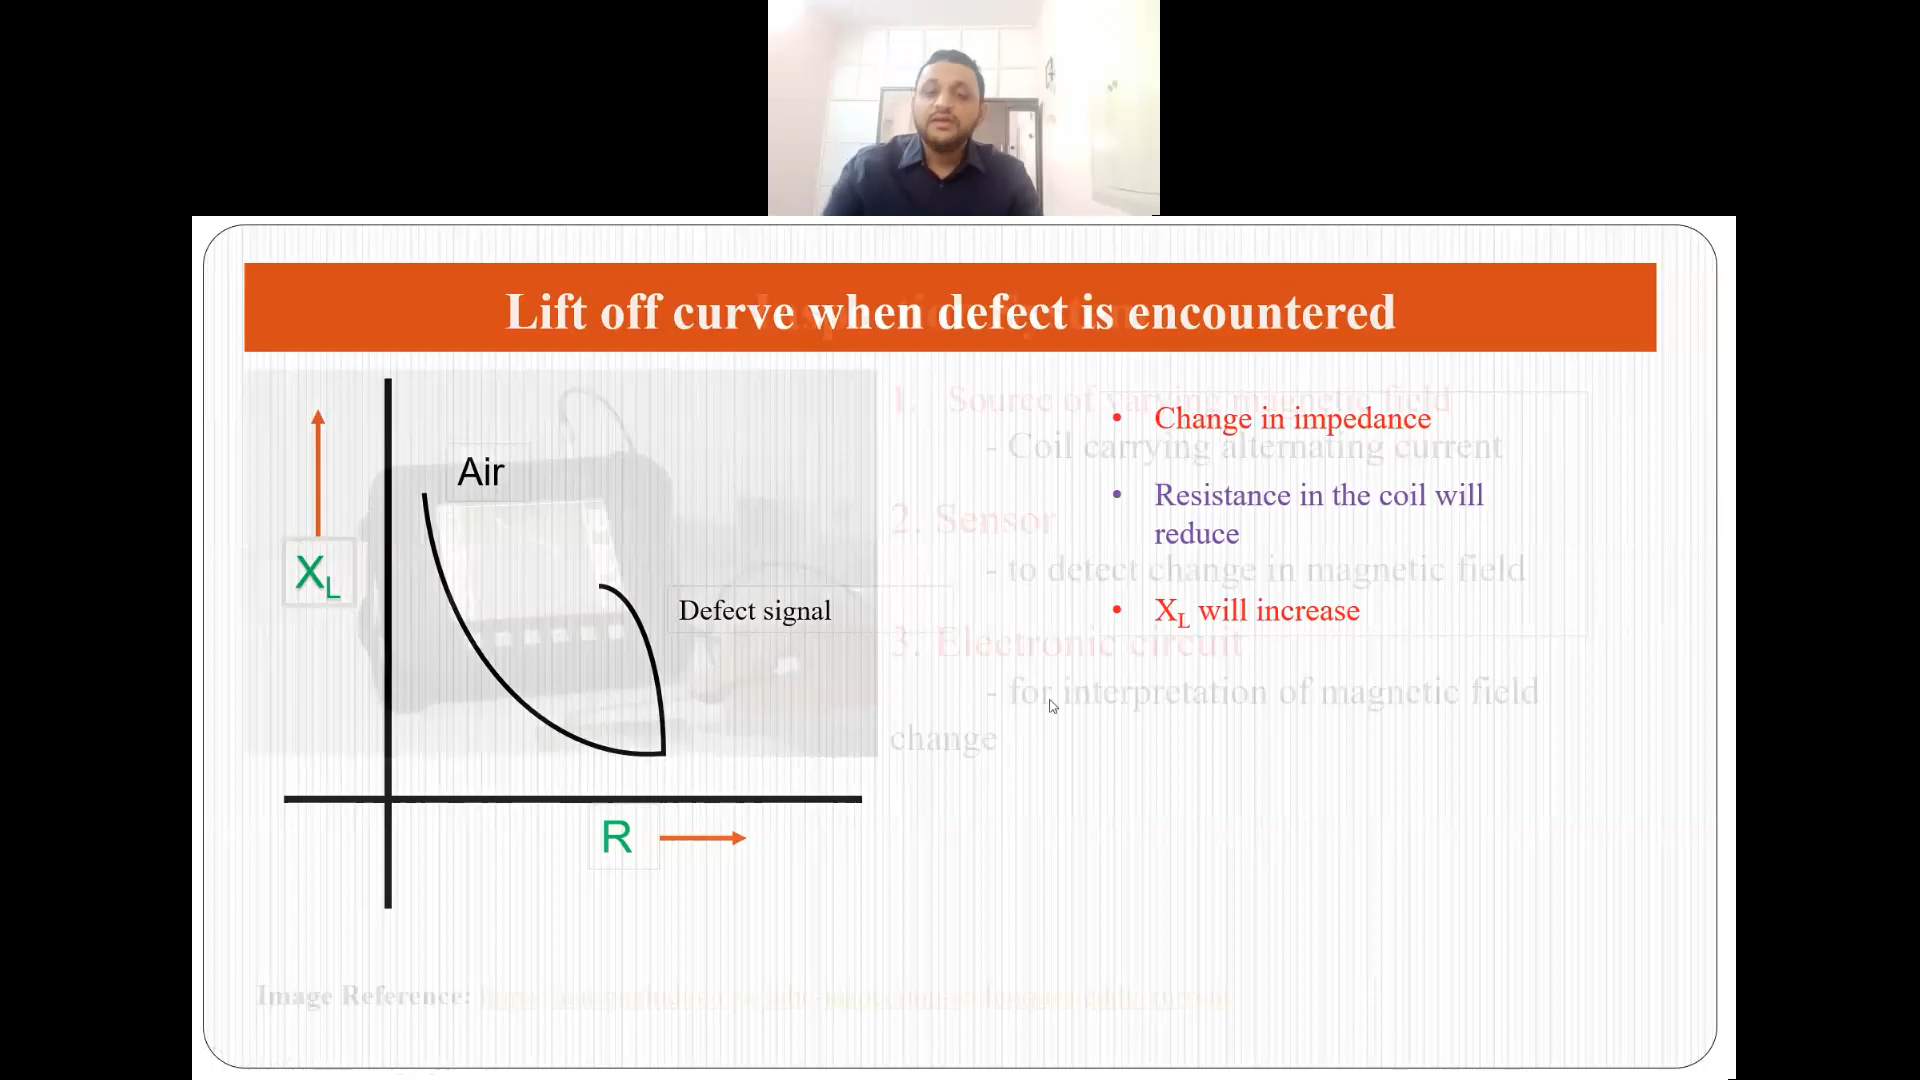 Lift off curve when defect is encountered
Air
X_L
Defect signal
R
• Change in impedance
• Resistance in the coil will
reduce
• X_L will increase
1. Source of varying magnetic field
- Coil carrying alternating current
2. Sensor
- to detect change in magnetic field
3. Electronic circuit
- for interpretation of magnetic field
change
Image Reference: